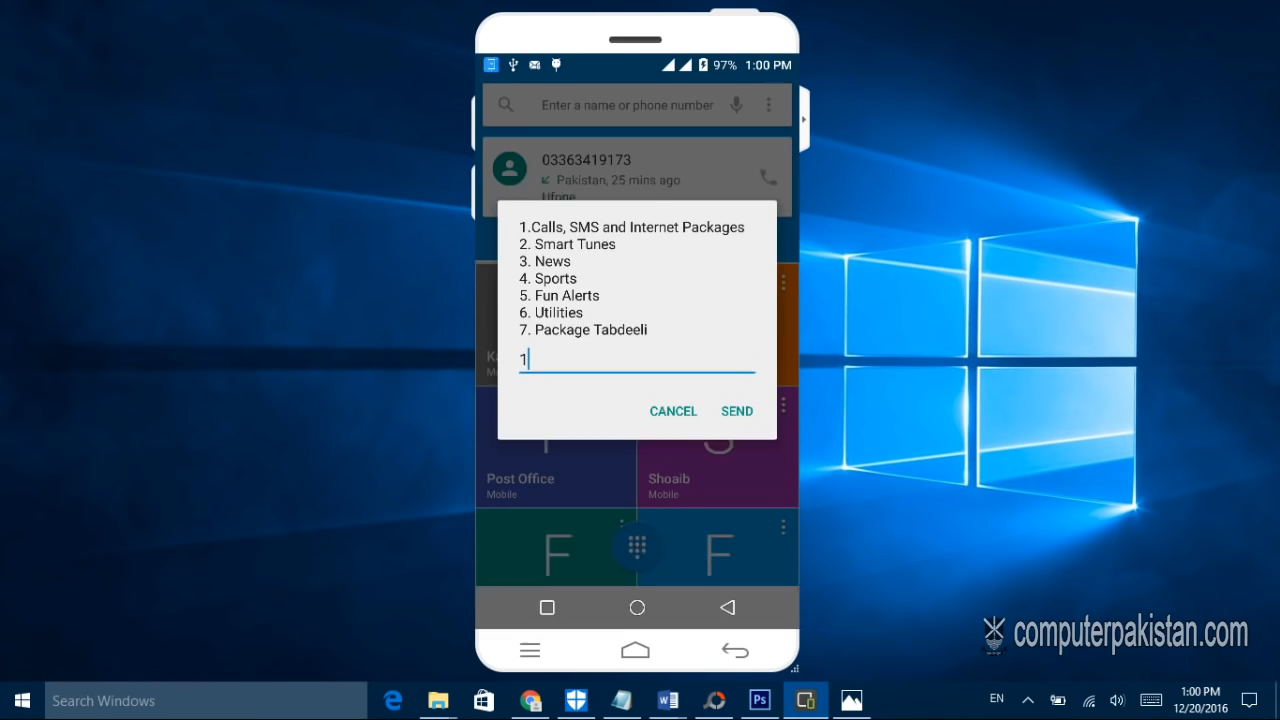 97% 1:00 PM
Enter a name or phone number
03363419173
Pakistan, 25 mins ago
Ufone
1.Calls, SMS and Internet Packages
2. Smart Tunes
3. News
4. Sports
5. Fun Alerts
6. Utilities
7. Package Tabdeeli
1
CANCEL SEND
Post Office
Mobile
Shoaib
Mobile
F F
computerpakistan.com
Search Windows
Ps
EN
1:00 PM
12/20/2016